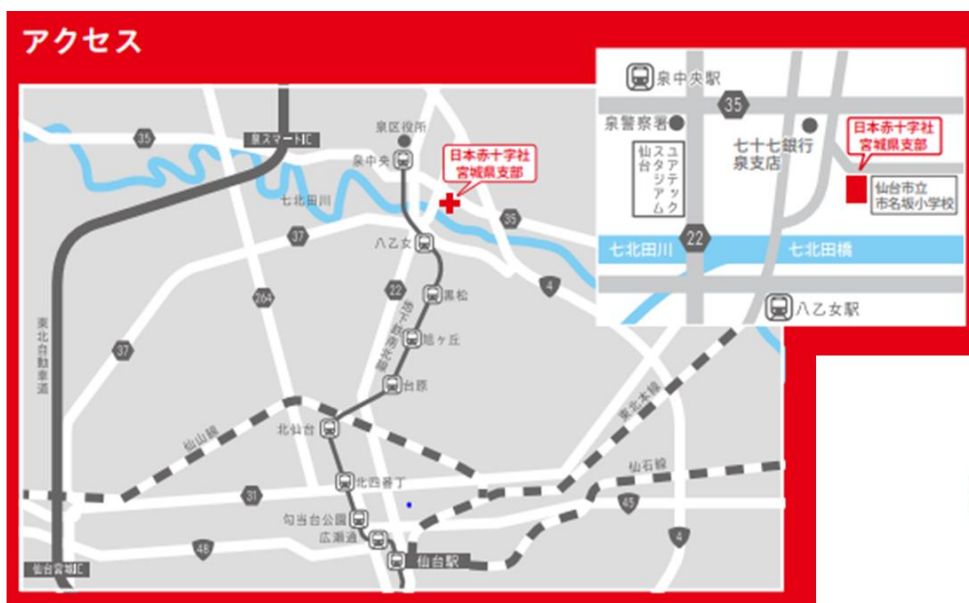 アクセス
泉中央駅
35
泉警察署
七十七銀行
泉支店
日本赤十字社
宮城県支部
ユアテック
スタジアム
仙台
仙台市立
市名坂小学校
22
七北田川
七北田橋
八乙女駅
35
泉スマートIC
泉区役所
泉中央
日本赤十字社
宮城県支部
七北田川
37
35
八乙女
264
22
黒松
4
地下鉄南北線
東北自動車道
37
旭ヶ丘
台原
東北本線
仙山線
北仙台
仙石線
31
北四番丁
45
勾当台公園
広瀬通
48
4
仙台駅
仙台宮城IC